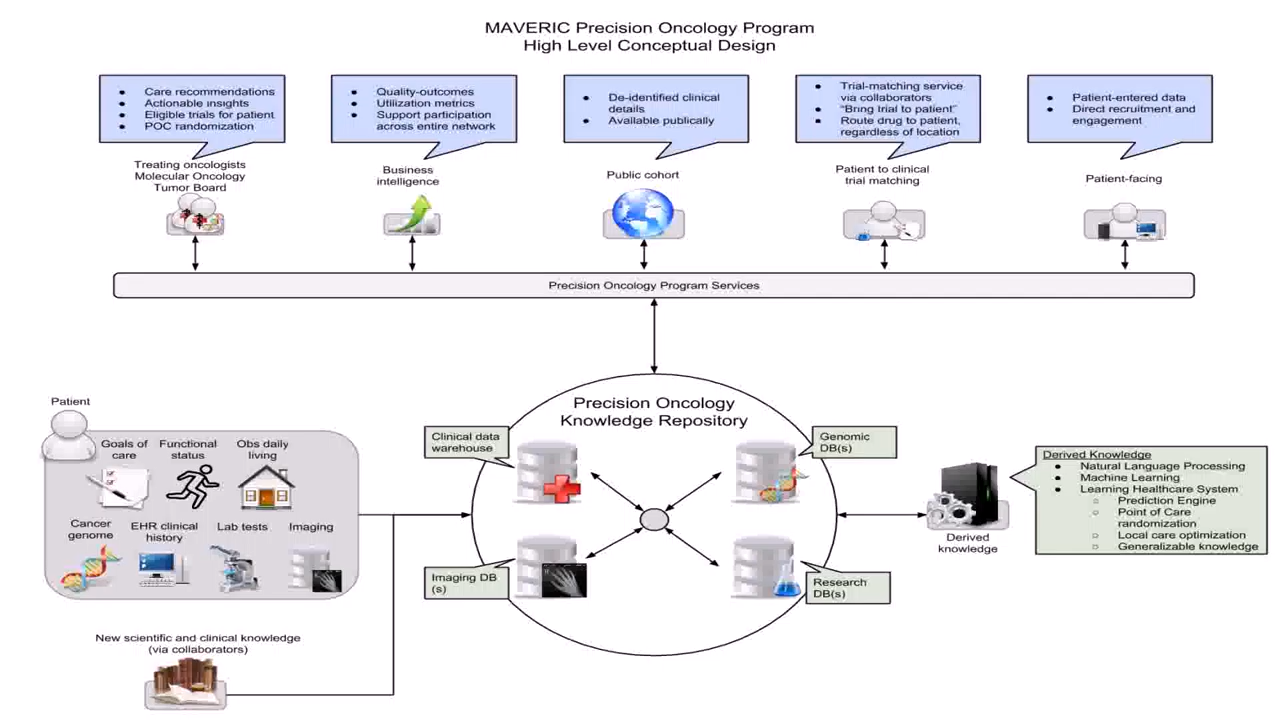 MAVERIC Precision Oncology Program
High Level Conceptual Design
● Care recommendations
● Actionable insights
● Eligible trials for patient
● POC randomization
● Quality-outcomes
● Utilization metrics
● Support participation
across entire network
● De-identified clinical
details
● Available publically
● Trial-matching service
via collaborators
● “Bring trial to patient”
● Route drug to patient,
regardless of location
● Patient-entered data
● Direct recruitment and
engagement
Treating oncologists
Molecular Oncology
Tumor Board
Business
intelligence
Public cohort
Patient to clinical
trial matching
Patient-facing
Precision Oncology Program Services
Patient
Goals of
care
Functional
status
Obs daily
living
Cancer
genome
EHR clinical
history
Lab tests
Imaging
New scientific and clinical knowledge
(via collaborators)
Precision Oncology
Knowledge Repository
Clinical data
warehouse
Genomic
DB(s)
Imaging DB
(s)
Research
DB(s)
Derived
knowledge
Derived Knowledge
● Natural Language Processing
● Machine Learning
● Learning Healthcare System
○ Prediction Engine
○ Point of Care
randomization
○ Local care optimization
○ Generalizable knowledge